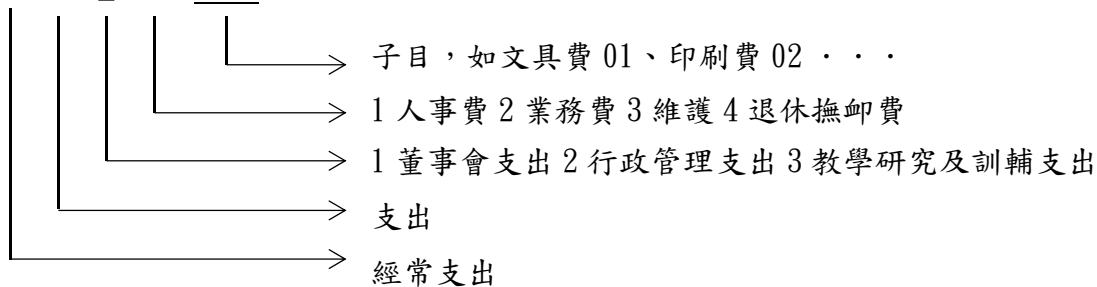 子目，如文具費 01、印刷費 02 · · ·
1 人事費 2 業務費 3 維護 4 退休撫卹費
1 董事會支出 2 行政管理支出 3 教學研究及訓輔支出
支出
經常支出